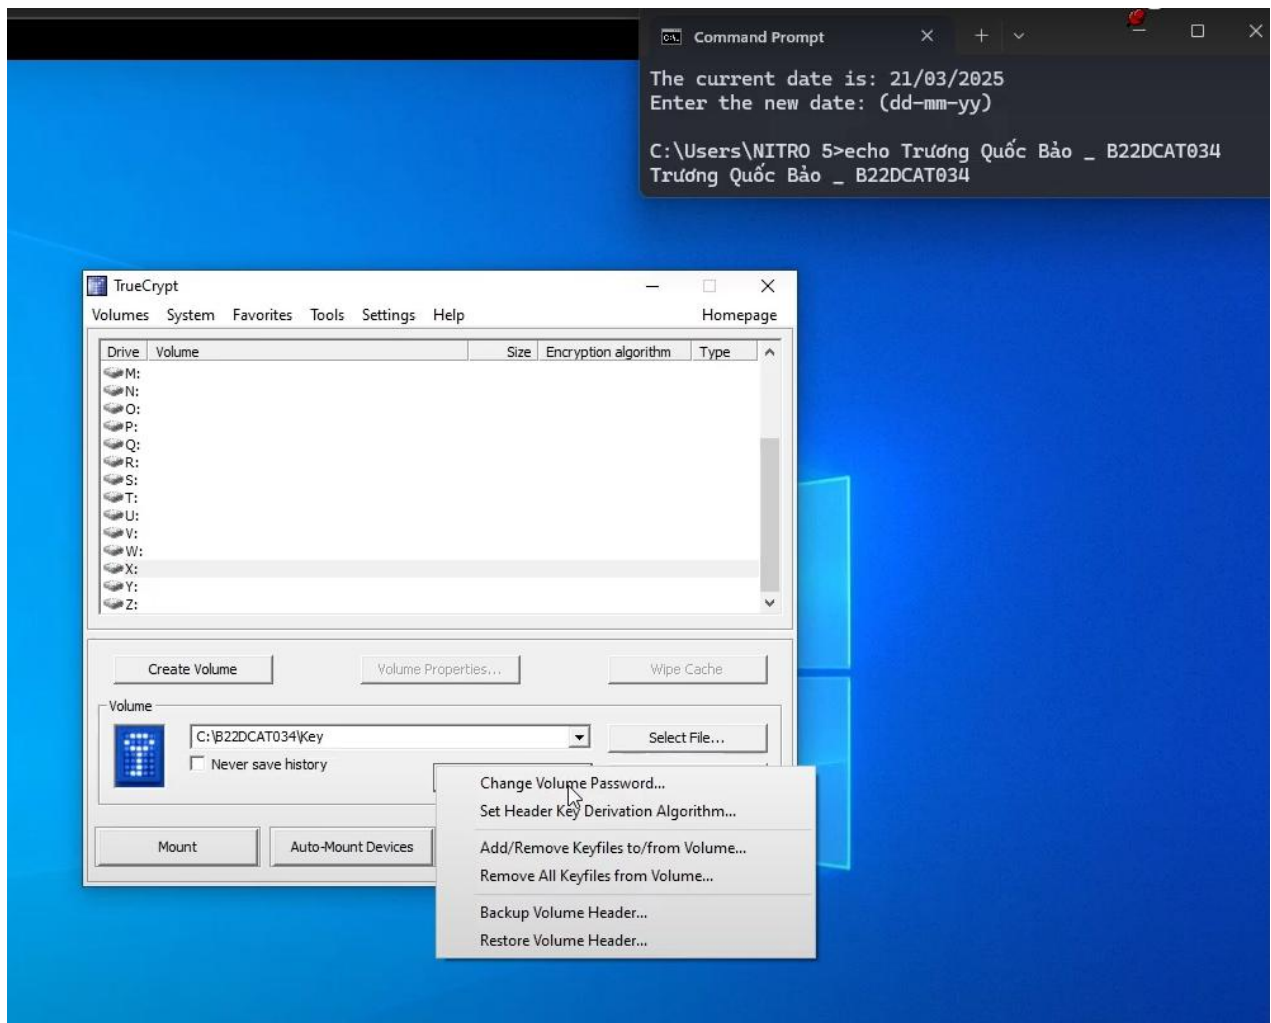 Command Prompt
The current date is: 21/03/2025
Enter the new date: (dd-mm-yy)
C:\Users\NITRO 5>echo Trương Quốc Bảo _ B22DCAT034
Trương Quốc Bảo _ B22DCAT034
TrueCrypt
Volumes System Favorites Tools Settings Help Homepage
Drive Volume Size Encryption algorithm Type
M:
N:
O:
P:
Q:
R:
S:
T:
U:
V:
W:
X:
Y:
Z:
Create Volume Volume Properties... Wipe Cache
Volume
C:\B22DCAT034\Key Select File...
Never save history
Change Volume Password...
Set Header Key Derivation Algorithm...
Mount Auto-Mount Devices
Add/Remove Keyfiles to/from Volume...
Remove All Keyfiles from Volume...
Backup Volume Header...
Restore Volume Header...